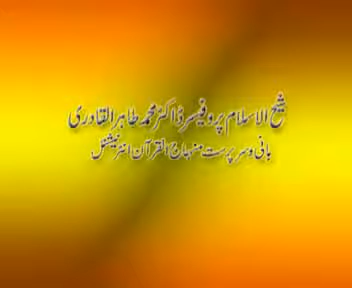 شیخ الاسلام پروفیسر ڈاکٹر محمد طاہر القادری
بانی و سرپرست منہاج القرآن انٹرنیشنل